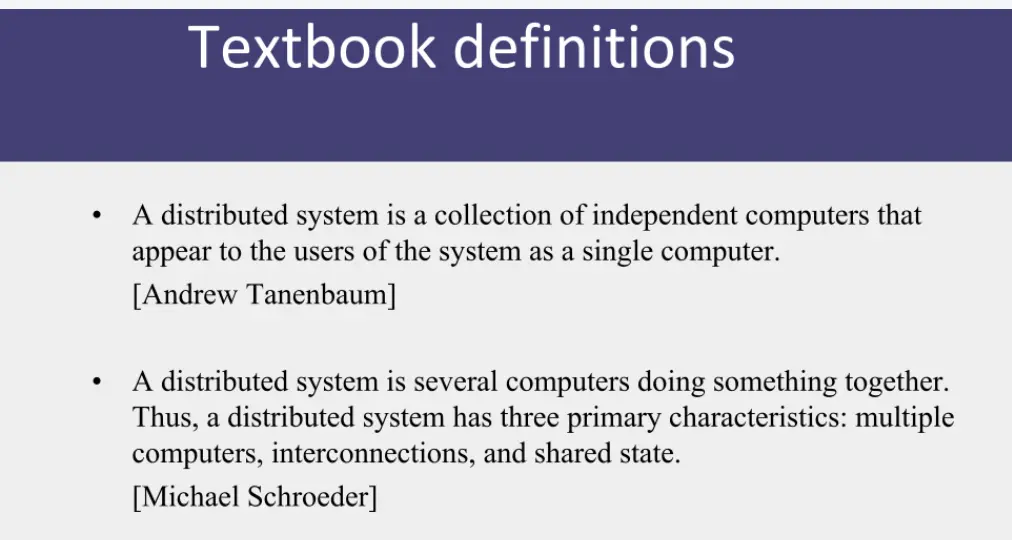 Textbook definitions
• A distributed system is a collection of independent computers that
appear to the users of the system as a single computer.
[Andrew Tanenbaum]
• A distributed system is several computers doing something together.
Thus, a distributed system has three primary characteristics: multiple
computers, interconnections, and shared state.
[Michael Schroeder]